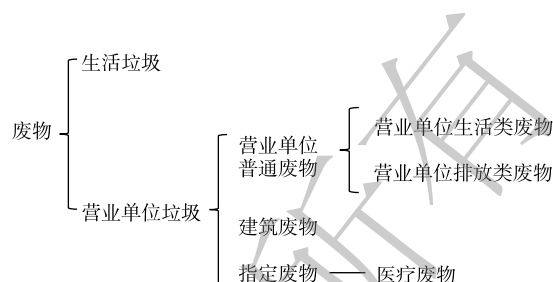 生活垃圾
废物
营业单位垃圾
营业单位
普通废物
营业单位生活类废物
营业单位排放类废物
建筑废物
指定废物
医疗废物
所有